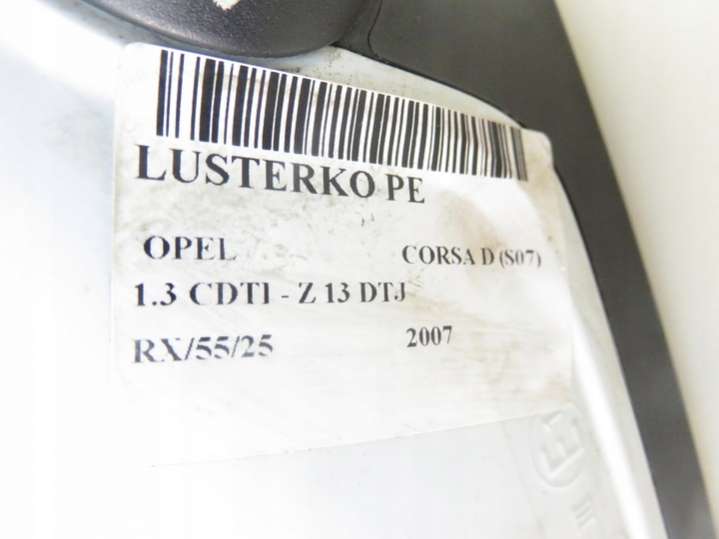 LUSTERKO PE
OPEL CORSA D (S07)
1.3 CDTI - Z 13 DTJ
RX/55/25 2007